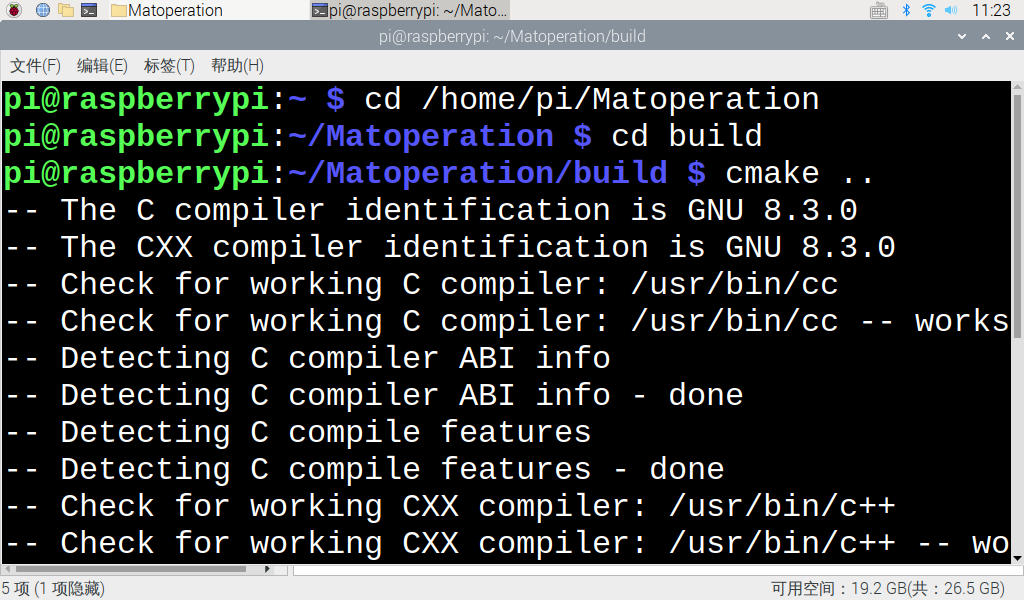 Matoperation
pi@raspberrypi: ~/Mato...
11:23
pi@raspberrypi: ~/Matoperation/build
文件(F) 编辑(E) 标签(T) 帮助(H)
pi@raspberrypi:~ $ cd /home/pi/Matoperation
pi@raspberrypi:~/Matoperation $ cd build
pi@raspberrypi:~/Matoperation/build $ cmake ..
-- The C compiler identification is GNU 8.3.0
-- The CXX compiler identification is GNU 8.3.0
-- Check for working C compiler: /usr/bin/cc
-- Check for working C compiler: /usr/bin/cc -- works
-- Detecting C compiler ABI info
-- Detecting C compiler ABI info - done
-- Detecting C compile features
-- Detecting C compile features - done
-- Check for working CXX compiler: /usr/bin/c++
-- Check for working CXX compiler: /usr/bin/c++ -- wo
5 项 (1 项隐藏)
可用空间：19.2 GB(共：26.5 GB)